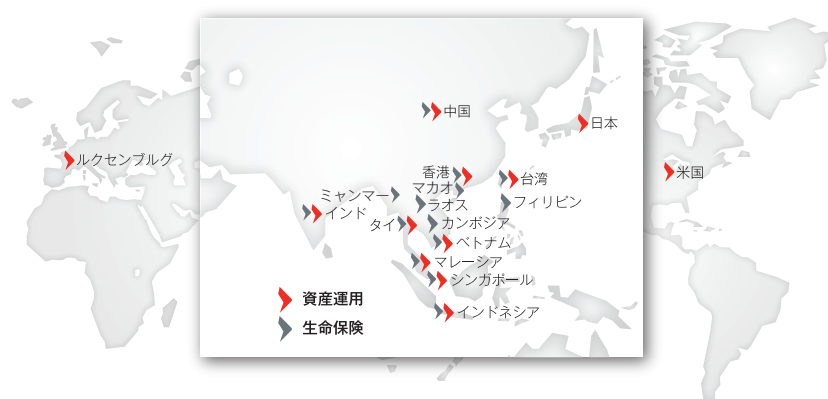 中国
日本
ルクセンブルグ
香港
台湾
米国
マカオ
ミャンマー
ラオス
フィリピン
インド
タイ
カンボジア
ベトナム
マレーシア
シンガポール
資産運用
インドネシア
生命保険